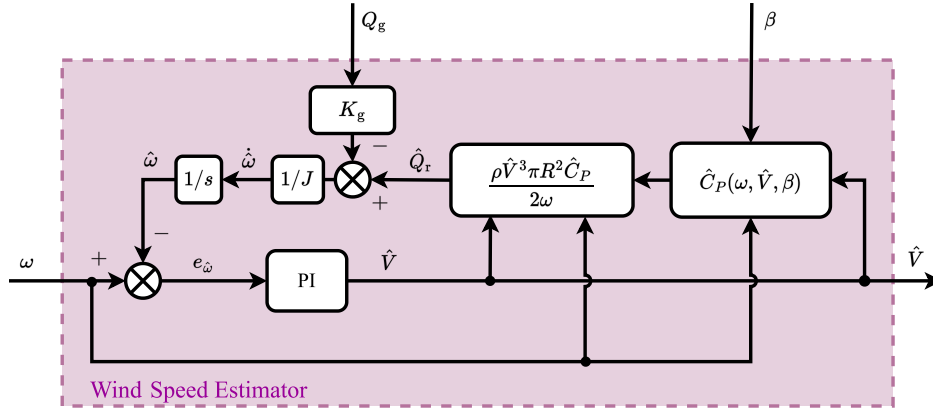 Q_g
β
K_g
−
ω̂
1/s
ω̂̇
1/J
+
Q̂_r
ρV̂³πR²Ĉ_P
2ω
Ĉ_P(ω, V̂, β)
−
ω
+
e_ω̂
PI
V̂
V̂
Wind Speed Estimator